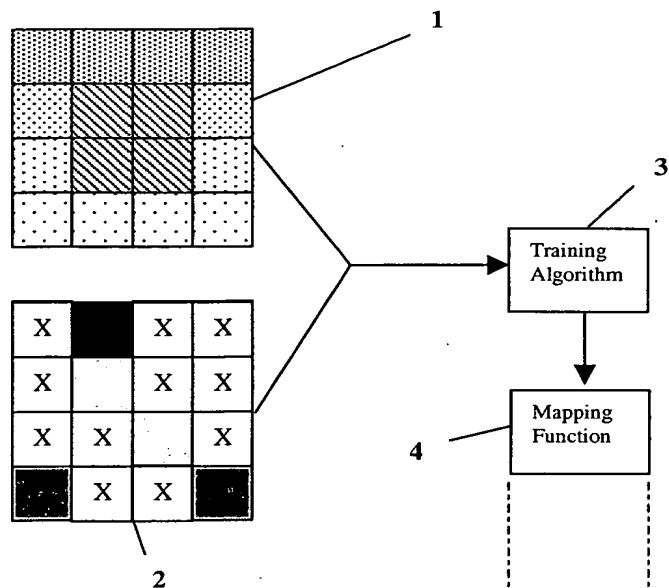 1
3
Training
Algorithm
X X X
X X X
Mapping
Function
X X X
4
X X
2